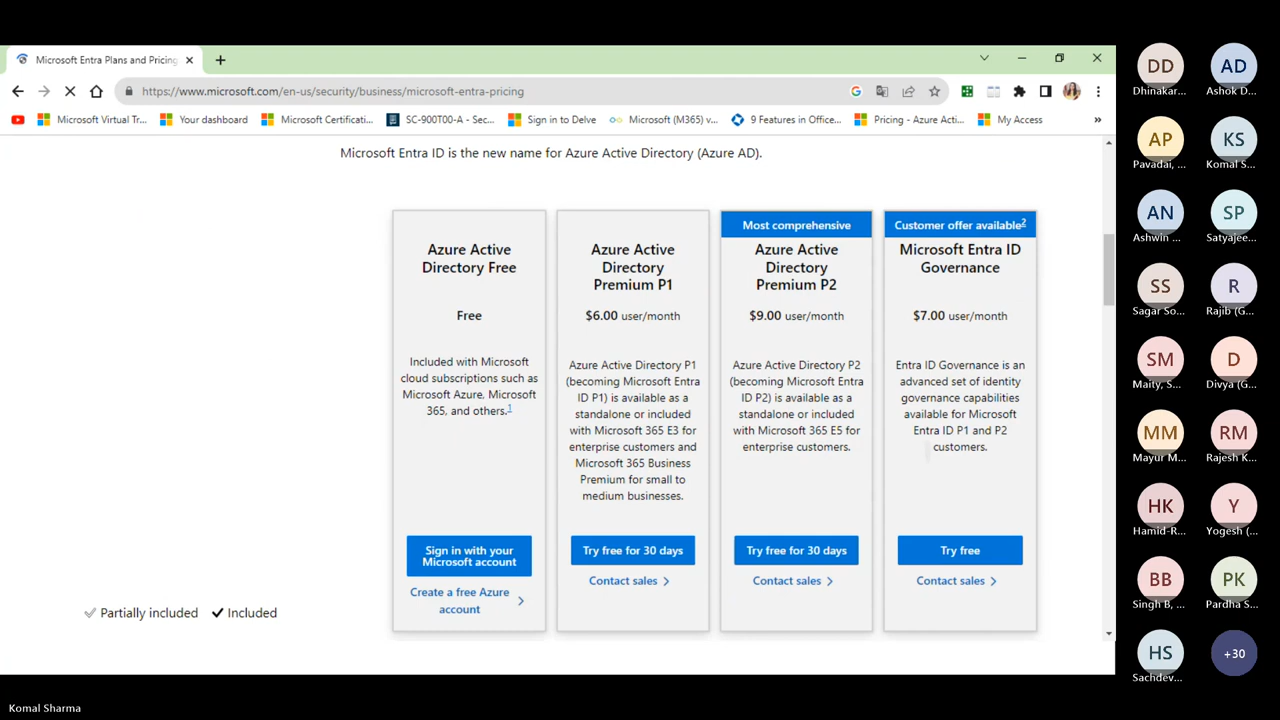 Microsoft Entra Plans and Pricing
https://www.microsoft.com/en-us/security/business/microsoft-entra-pricing
Microsoft Virtual Tr...
Your dashboard
Microsoft Certificati...
SC-900T00-A - Sec...
Sign in to Delve
Microsoft (M365) v...
9 Features in Office...
Pricing - Azure Acti...
My Access
»
Microsoft Entra ID is the new name for Azure Active Directory (Azure AD).
Azure Active
Directory Free
Free
Included with Microsoft
cloud subscriptions such as
Microsoft Azure, Microsoft
365, and others.1
Sign in with your
Microsoft account
Create a free Azure
account
Azure Active
Directory
Premium P1
$6.00 user/month
Azure Active Directory P1
(becoming Microsoft Entra
ID P1) is available as a
standalone or included
with Microsoft 365 E3 for
enterprise customers and
Microsoft 365 Business
Premium for small to
medium businesses.
Try free for 30 days
Contact sales
Most comprehensive
Azure Active
Directory
Premium P2
$9.00 user/month
Azure Active Directory P2
(becoming Microsoft Entra
ID P2) is available as a
standalone or included
with Microsoft 365 E5 for
enterprise customers.
Try free for 30 days
Contact sales
Customer offer available2
Microsoft Entra ID
Governance
$7.00 user/month
Entra ID Governance is an
advanced set of identity
governance capabilities
available for Microsoft
Entra ID P1 and P2
customers.
Try free
Contact sales
Partially included
Included
DD
Dhinakar...
AD
Ashok D...
AP
Pavadai, ...
KS
Komal S...
AN
Ashwin ...
SP
Satyajee...
SS
Sagar So...
R
Rajib (G...
SM
Maity, S...
D
Divya (G...
MM
Mayur M...
RM
Rajesh K...
HK
Hamid-R...
Y
Yogesh (...
BB
Singh B, ...
PK
Pardha S...
HS
Sachdev...
+30
Komal Sharma